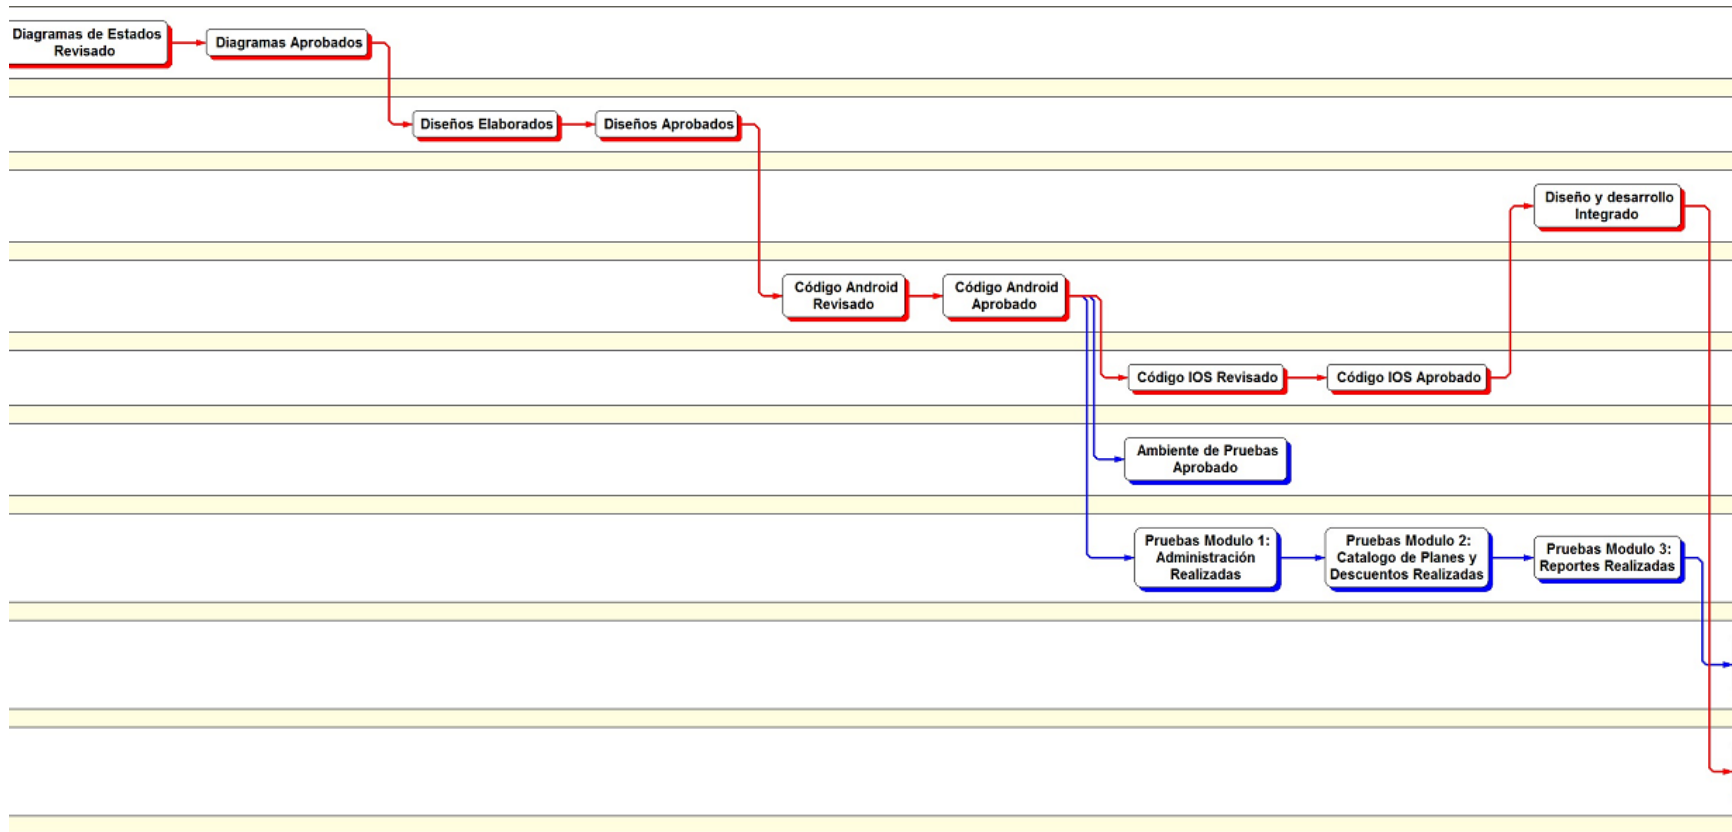 Diagramas de Estados
Revisado
Diagramas Aprobados
Diseños Elaborados
Diseños Aprobados
Diseño y desarrollo
Integrado
Código Android
Revisado
Código Android
Aprobado
Código IOS Revisado
Código IOS Aprobado
Ambiente de Pruebas
Aprobado
Pruebas Modulo 1:
Administración
Realizadas
Pruebas Modulo 2:
Catalogo de Planes y
Descuentos Realizadas
Pruebas Modulo 3:
Reportes Realizadas